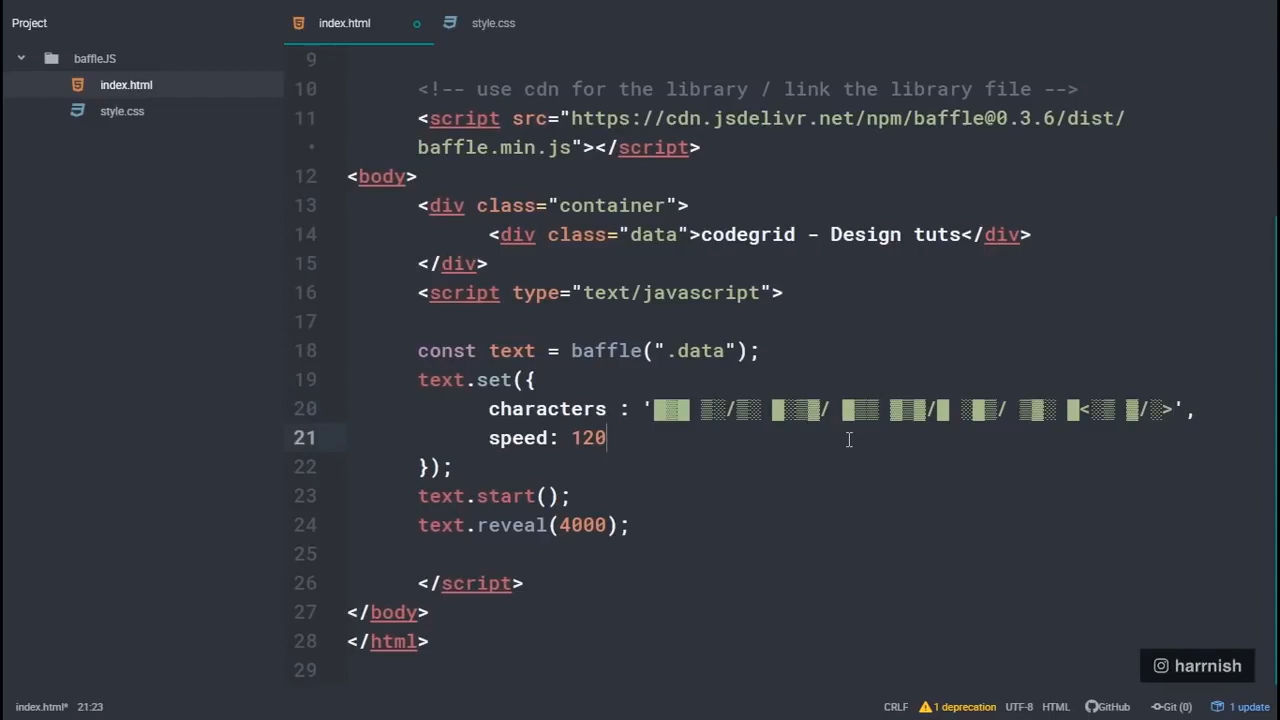 Project
index.html
style.css
baffleJS
index.html
style.css
9
10 <!-- use cdn for the library / link the library file -->
11 <script src="https://cdn.jsdelivr.net/npm/baffle@0.3.6/dist/
• baffle.min.js"></script>
12 <body>
13 <div class="container">
14 <div class="data">codegrid - Design tuts</div>
15 </div>
16 <script type="text/javascript">
17
18 const text = baffle(".data");
19 text.set({
20 characters : '█▓█ ▒░/▒░ █░▒▓/ █▒▒ ▓▒▓/█ ░█▒/ ▒▓░ █<░▒ ▓/░>',
21 speed: 120
22 });
23 text.start();
24 text.reveal(4000);
25
26 </script>
27 </body>
28 </html>
29
harrnish
index.html* 21:23 CRLF 1 deprecation UTF-8 HTML GitHub Git (0) 1 update